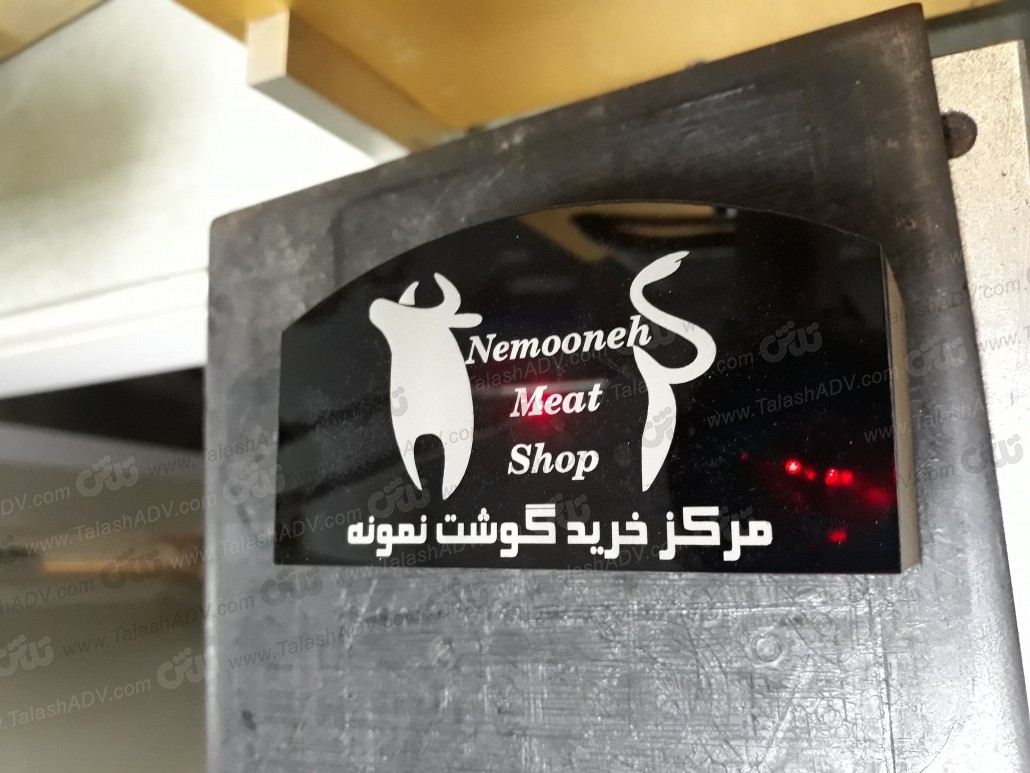 Nemooneh
Meat
Shop
مرکز خرید گوشت نمونه
www.TalashADV.com